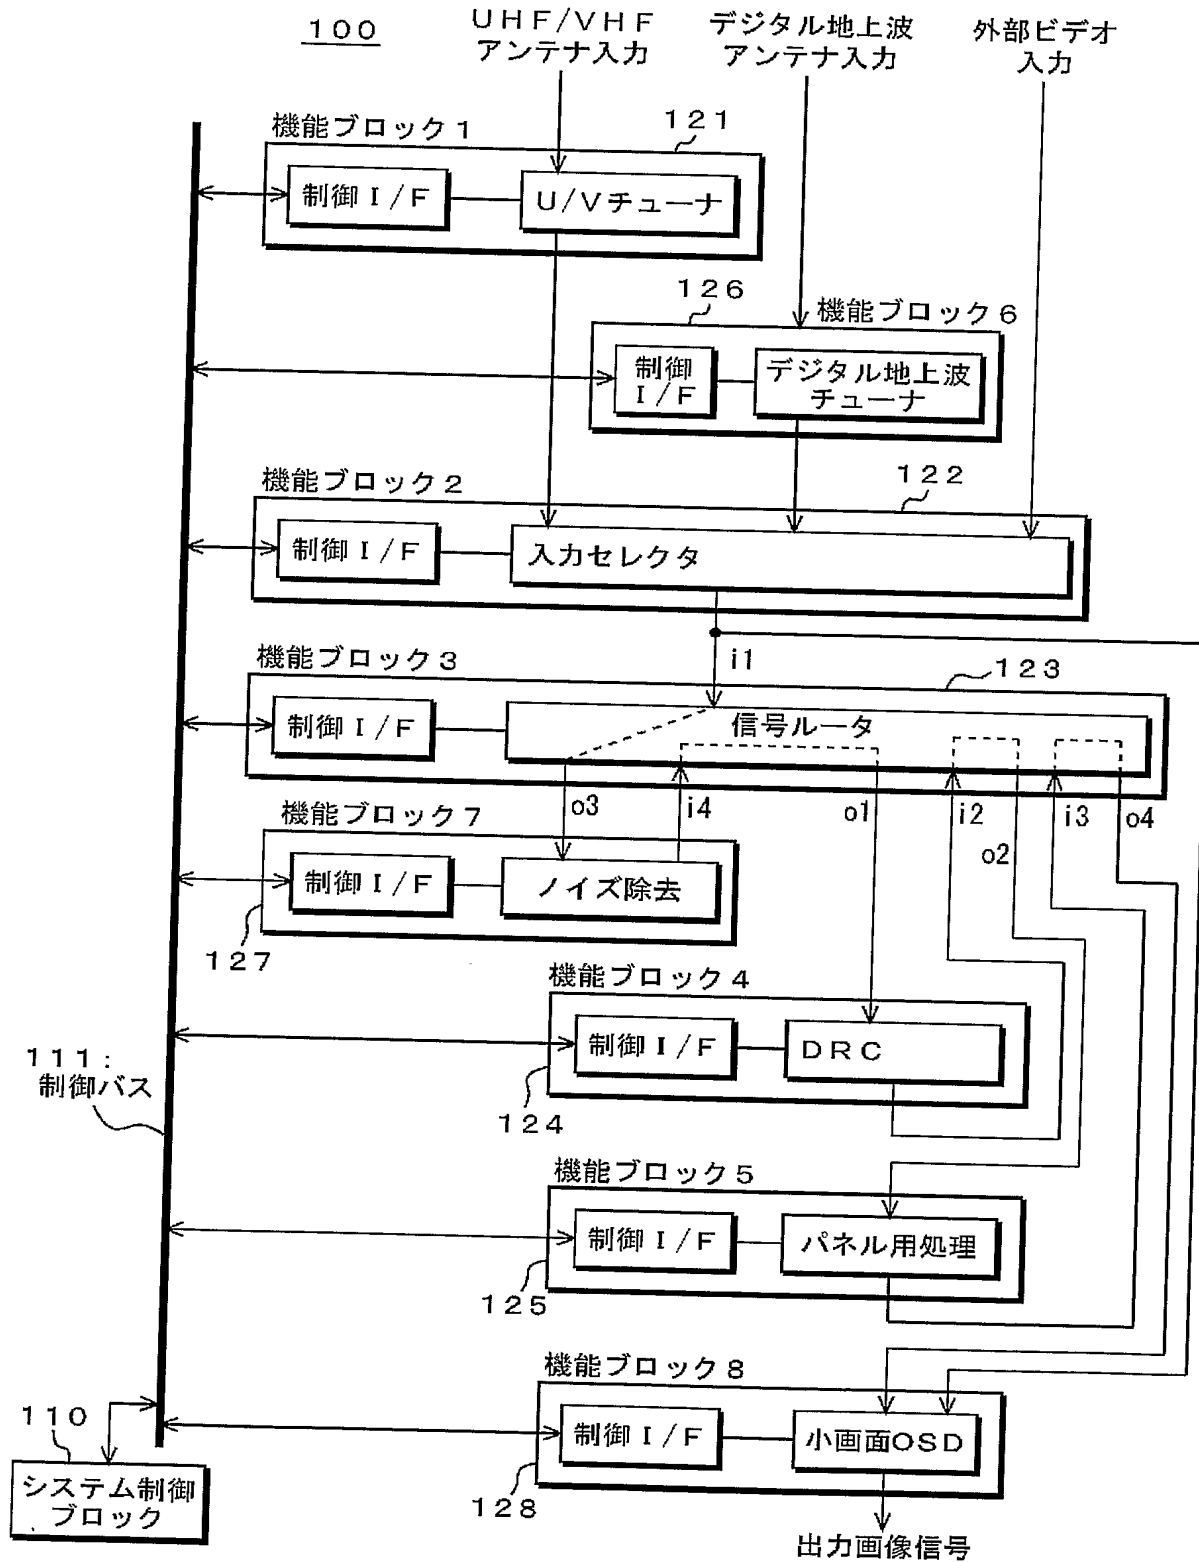 100
UHF/VHF
アンテナ入力
デジタル地上波
アンテナ入力
外部ビデオ
入力
機能ブロック1
121
制御I/F
U/Vチューナ
126
機能ブロック6
制御
I/F
デジタル地上波
チューナ
機能ブロック2
122
制御I/F
入力セレクタ
i1
機能ブロック3
123
制御I/F
信号ルータ
o3
i4
o1
i2
o2
i3
o4
機能ブロック7
制御I/F
ノイズ除去
127
機能ブロック4
制御I/F
DRC
124
111:
制御バス
機能ブロック5
制御I/F
パネル用処理
125
機能ブロック8
制御I/F
小画面OSD
128
110
システム制御
ブロック
出力画像信号